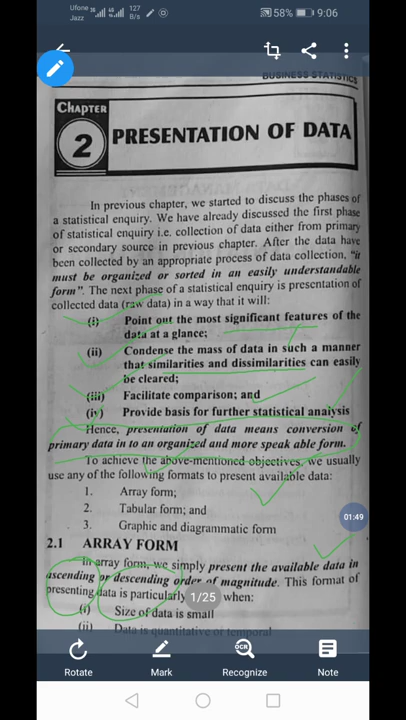 Ufone
Jazz
127
B/s
58%
9:06
BUSINESS STATISTICS
CHAPTER
2
PRESENTATION OF DATA
In previous chapter, we started to discuss the phases of
a statistical enquiry. We have already discussed the first phase
of statistical enquiry i.e. collection of data either from primary
or secondary source in previous chapter. After the data have
been collected by an appropriate process of data collection, "it
must be organized or sorted in an easily understandable
form". The next phase of a statistical enquiry is presentation of
collected data (raw data) in a way that it will:
(i) Point out the most significant features of the
data at a glance;
(ii) Condense the mass of data in such a manner
that similarities and dissimilarities can easily
be cleared;
(iii) Facilitate comparison; and
(iv) Provide basis for further statistical analysis
Hence, presentation of data means conversion of
primary data in to an organized and more speak able form.
To achieve the above-mentioned objectives, we usually
use any of the following formats to present available data:
1. Array form;
2. Tabular form; and
3. Graphic and diagrammatic form
01:49
2.1 ARRAY FORM
In array form, we simply present the available data in
ascending or descending order of magnitude. This format of
presenting data is particularly when:
1/25
(i) Size of data is small
(ii) Data is quantitative of temporal
Rotate
Mark
OCR
Recognize
Note